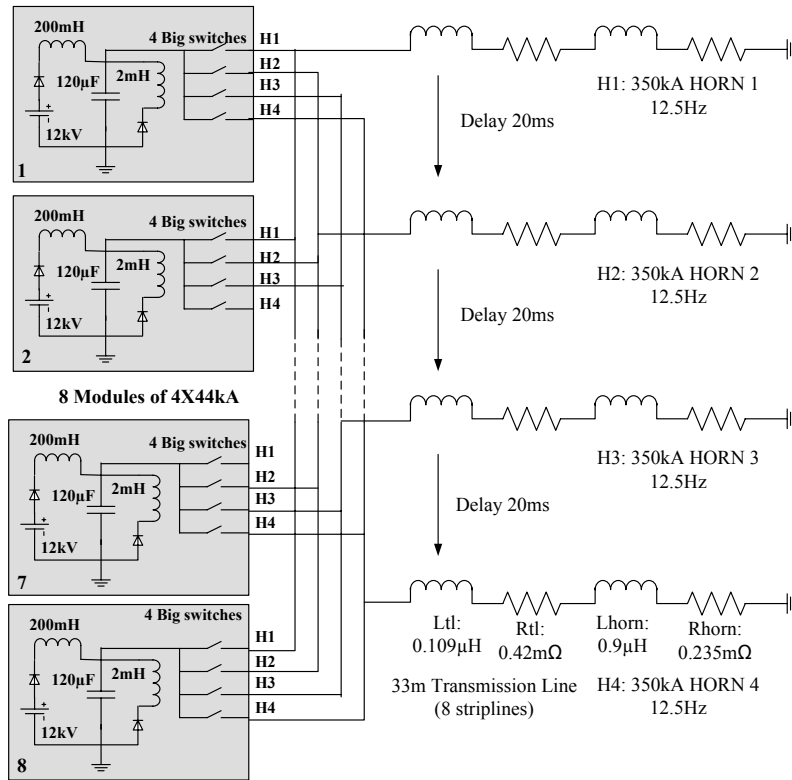 200mH
4 Big switches
H1
H2
H3
H4
120µF
2mH
+
12kV
1
200mH
4 Big switches
H1
H2
H3
H4
120µF
2mH
+
12kV
2
8 Modules of 4X44kA
200mH
4 Big switches
H1
H2
H3
H4
120µF
2mH
+
12kV
7
200mH
4 Big switches
H1
H2
H3
H4
120µF
2mH
+
12kV
8
H1: 350kA HORN 1
12.5Hz
Delay 20ms
H2: 350kA HORN 2
12.5Hz
Delay 20ms
H3: 350kA HORN 3
12.5Hz
Delay 20ms
Ltl:
0.109µH
Rtl:
0.42mΩ
Lhorn:
0.9µH
Rhorn:
0.235mΩ
33m Transmission Line
(8 striplines)
H4: 350kA HORN 4
12.5Hz